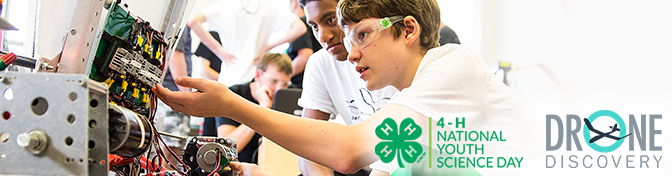 4-H
NATIONAL
YOUTH
SCIENCE DAY
DRONE
DISCOVERY